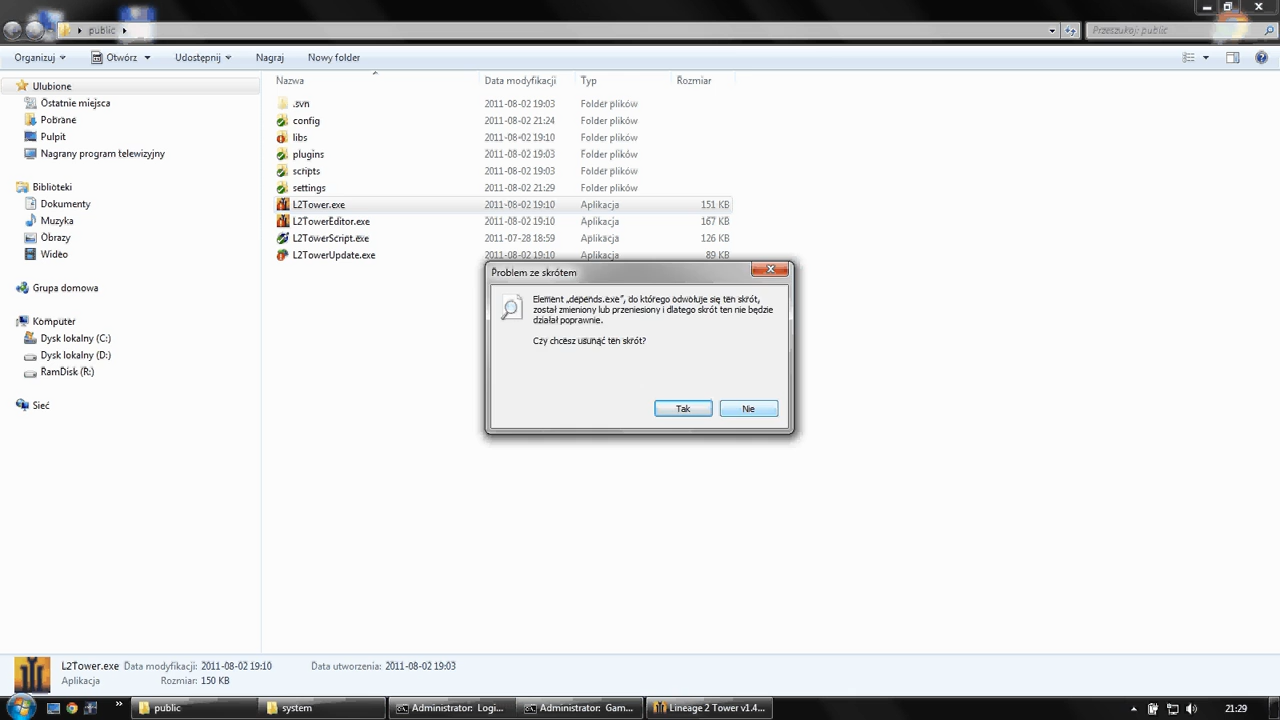 public
Przeszukaj: public
Organizuj
Otwórz
Udostępnij
Nagraj
Nowy folder
Ulubione
Ostatnie miejsca
Pobrane
Pulpit
Nagrany program telewizyjny
Biblioteki
Dokumenty
Muzyka
Obrazy
Wideo
Grupa domowa
Komputer
Dysk lokalny (C:)
Dysk lokalny (D:)
RamDisk (R:)
Sieć
Nazwa Data modyfikacji Typ Rozmiar
.svn 2011-08-02 19:03 Folder plików
config 2011-08-02 21:24 Folder plików
libs 2011-08-02 19:10 Folder plików
plugins 2011-08-02 19:03 Folder plików
scripts 2011-08-02 19:03 Folder plików
settings 2011-08-02 21:29 Folder plików
L2Tower.exe 2011-08-02 19:10 Aplikacja 151 KB
L2TowerEditor.exe 2011-08-02 19:10 Aplikacja 167 KB
L2TowerScript.exe 2011-07-28 18:59 Aplikacja 126 KB
L2TowerUpdate.exe 2011-08-02 19:10 Aplikacja 89 KB
Problem ze skrótem
Element „depends.exe”, do którego odwołuje się ten skrót,
został zmieniony lub przeniesiony i dlatego skrót ten nie będzie
działał poprawnie.
Czy chcesz usunąć ten skrót?
Tak
Nie
L2Tower.exe Data modyfikacji: 2011-08-02 19:10 Data utworzenia: 2011-08-02 19:03
Aplikacja Rozmiar: 150 KB
public
system
Administrator: Logi...
Administrator: Gam...
Lineage 2 Tower v1.4...
21:29